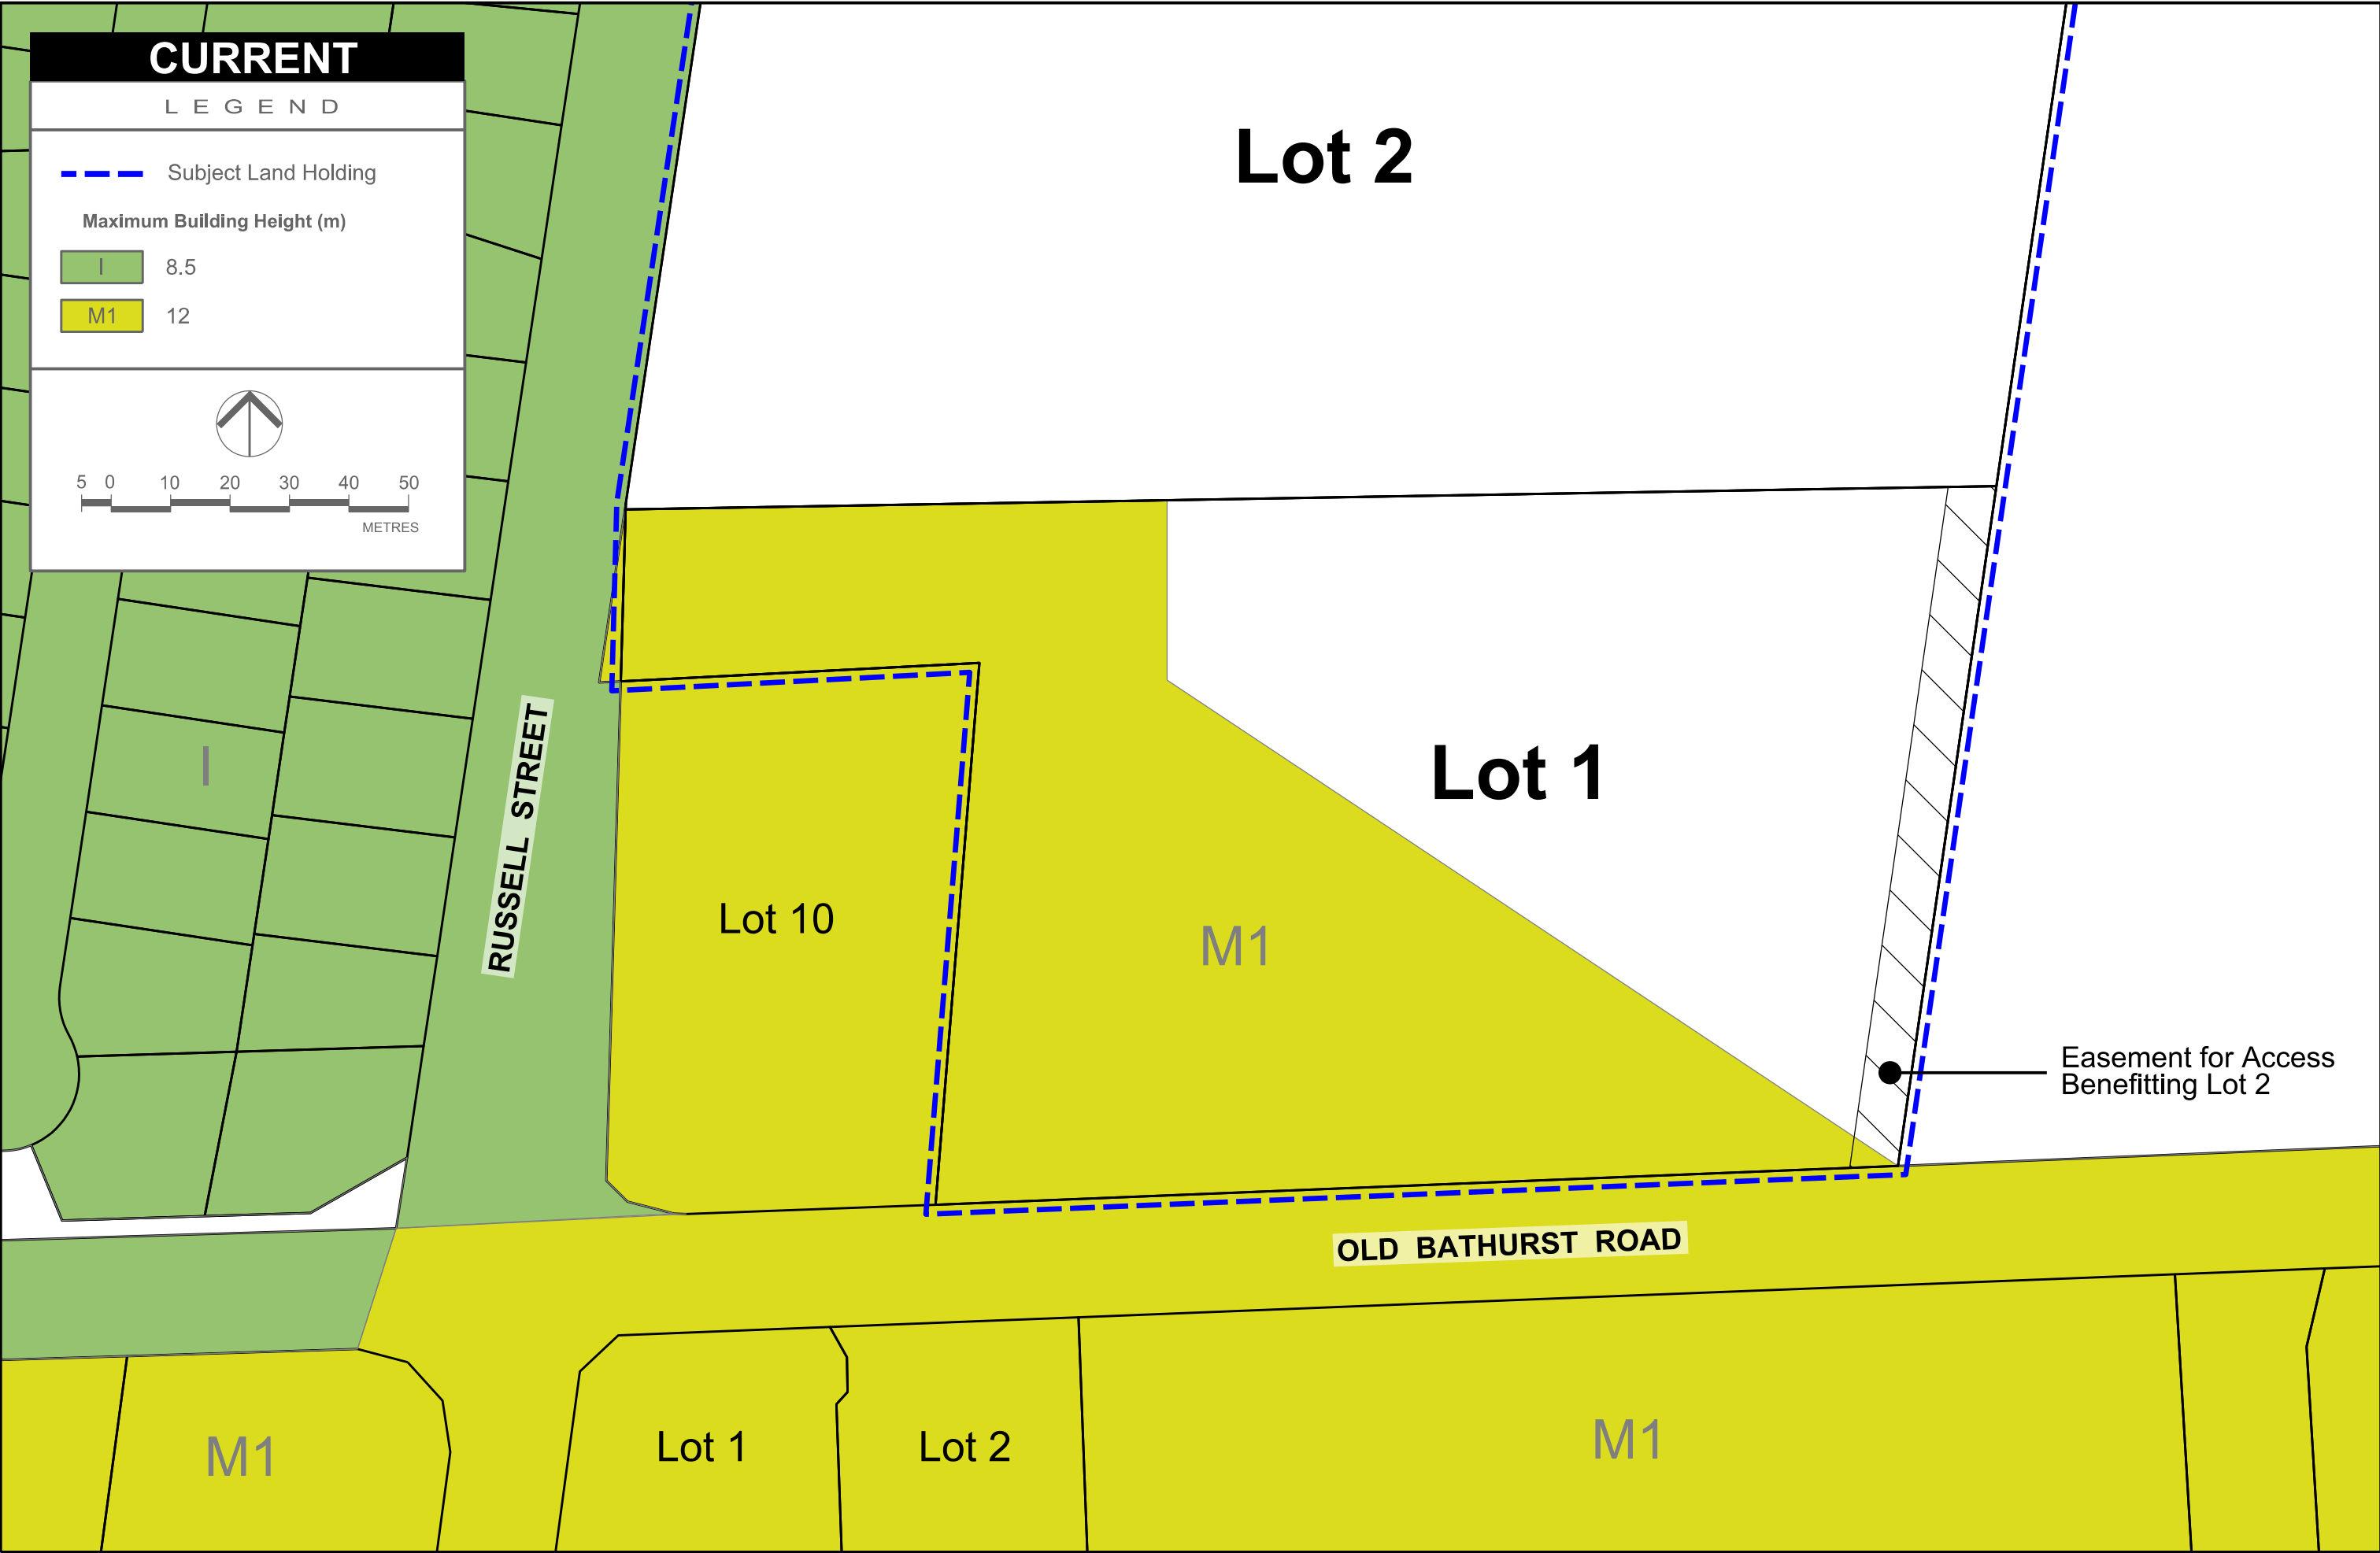 CURRENT
LEGEND
Subject Land Holding
Maximum Building Height (m)
I 8.5
M1 12
5 0 10 20 30 40 50
METRES
Lot 2
Lot 1
I
RUSSELL STREET
Lot 10
M1
Easement for Access
Benefitting Lot 2
OLD BATHURST ROAD
M1
Lot 1
Lot 2
M1